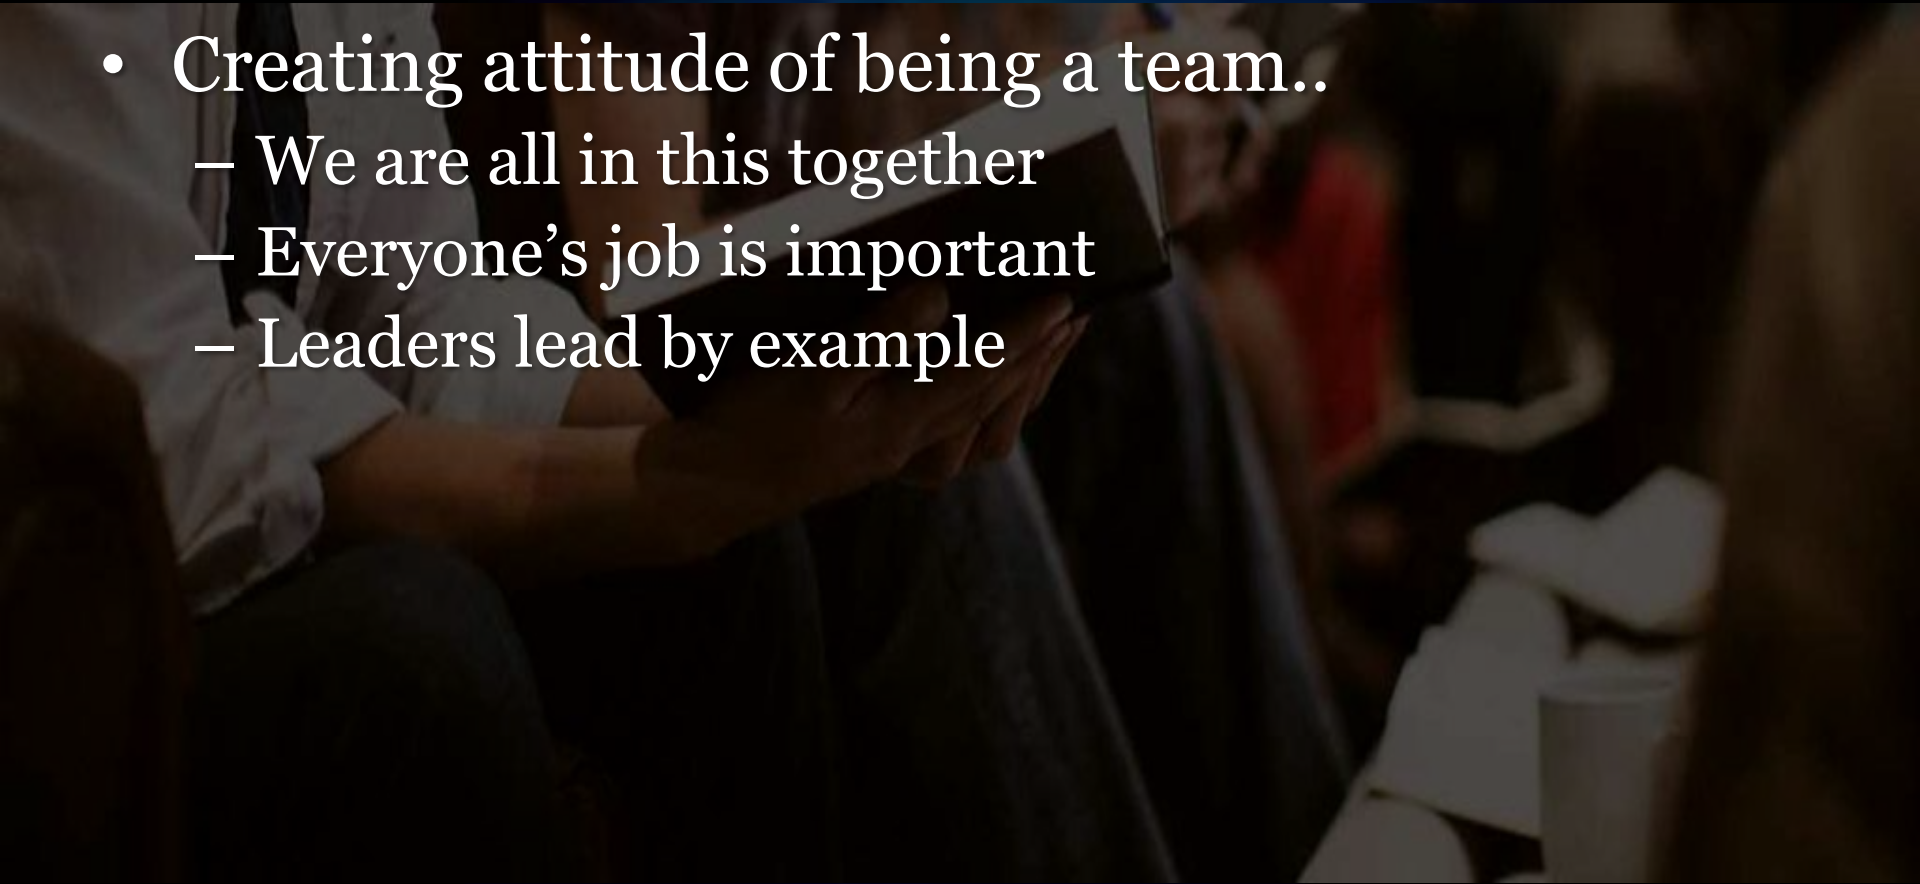 • Creating attitude of being a team..
– We are all in this together
– Everyone’s job is important
– Leaders lead by example